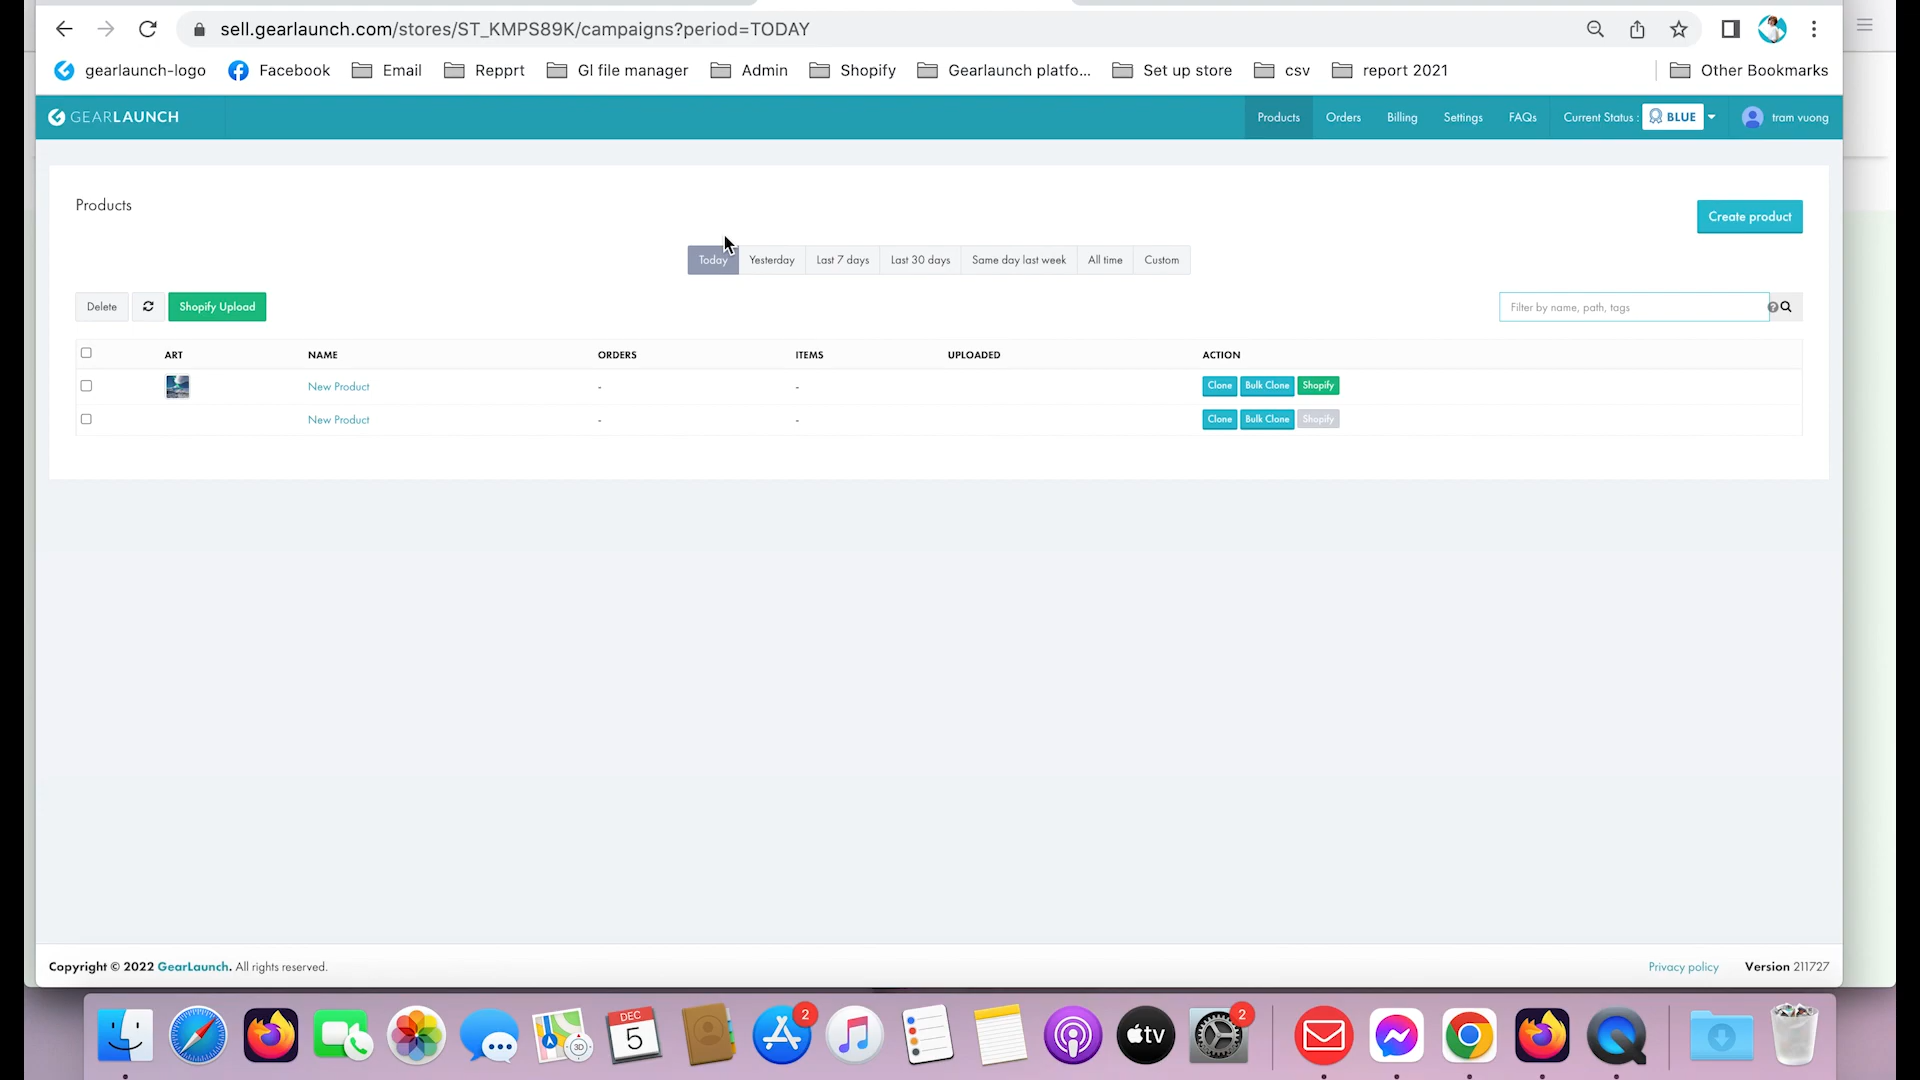 sell.gearlaunch.com/stores/ST_KMPS89K/campaigns?period=TODAY
gearlaunch-logo Facebook Email Repprt Gl file manager Admin Shopify Gearlaunch platfo... Set up store csv report 2021 Other Bookmarks
GEARLAUNCH Products Orders Billing Settings FAQs Current Status : BLUE tram vuong
Products
Create product
Today Yesterday Last 7 days Last 30 days Same day last week All time Custom
Delete Shopify Upload Filter by name, path, tags
ART NAME ORDERS ITEMS UPLOADED ACTION
New Product - - Clone Bulk Clone Shopify
New Product - - Clone Bulk Clone Shopify
Copyright © 2022 GearLaunch. All rights reserved. Privacy policy Version 211727
DEC 5 3D 2 tv 2